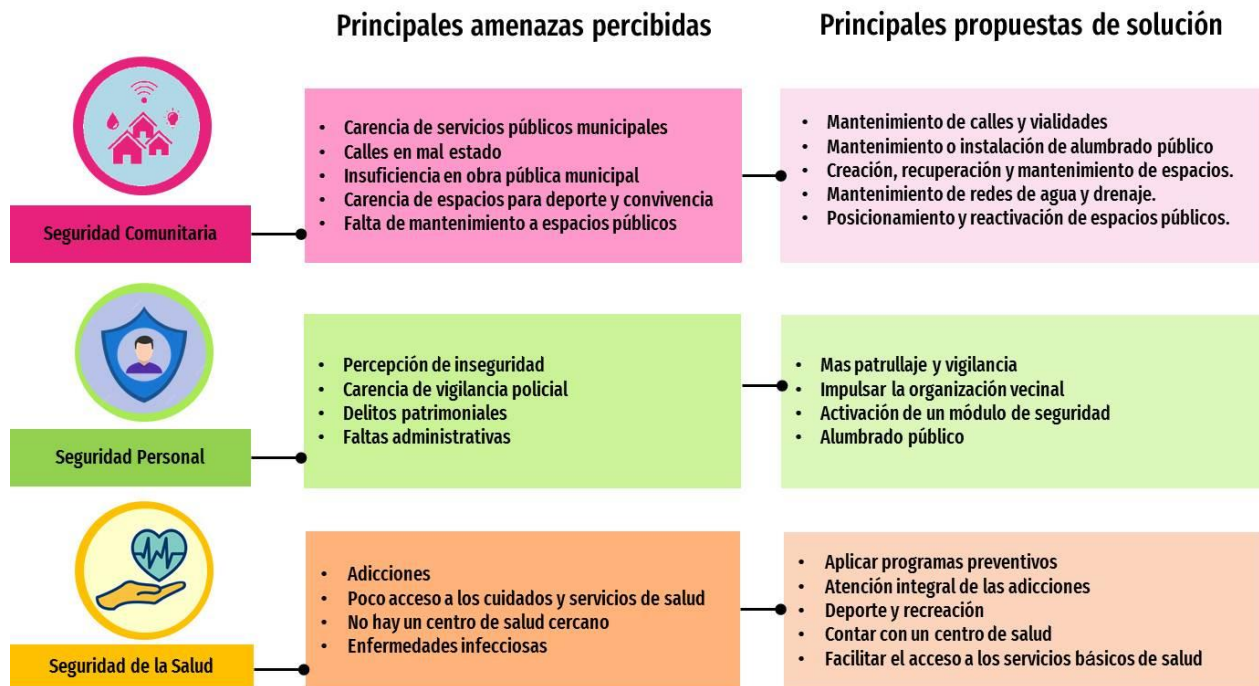 Principales amenazas percibidas
Principales propuestas de solución
Seguridad Comunitaria
• Carencia de servicios públicos municipales
• Calles en mal estado
• Insuficiencia en obra pública municipal
• Carencia de espacios para deporte y convivencia
• Falta de mantenimiento a espacios públicos
• Mantenimiento de calles y vialidades
• Mantenimiento o instalación de alumbrado público
• Creación, recuperación y mantenimiento de espacios.
• Mantenimiento de redes de agua y drenaje.
• Posicionamiento y reactivación de espacios públicos.
Seguridad Personal
• Percepción de inseguridad
• Carencia de vigilancia policial
• Delitos patrimoniales
• Faltas administrativas
• Mas patrullaje y vigilancia
• Impulsar la organización vecinal
• Activación de un módulo de seguridad
• Alumbrado público
Seguridad de la Salud
• Adicciones
• Poco acceso a los cuidados y servicios de salud
• No hay un centro de salud cercano
• Enfermedades infecciosas
• Aplicar programas preventivos
• Atención integral de las adicciones
• Deporte y recreación
• Contar con un centro de salud
• Facilitar el acceso a los servicios básicos de salud